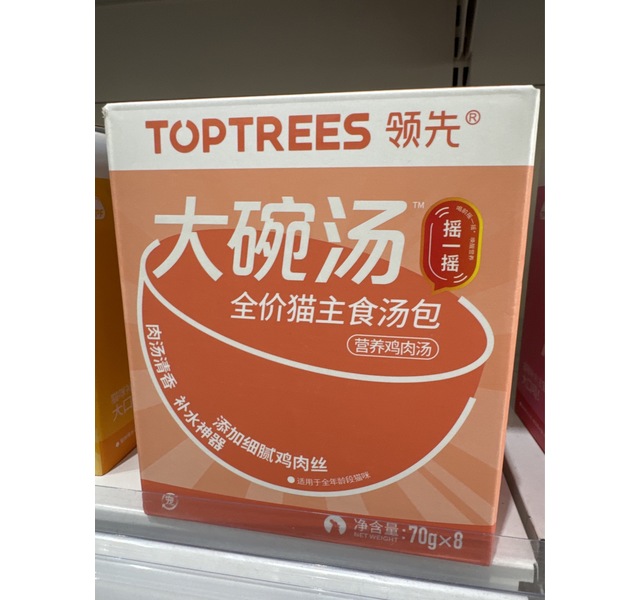 TOPTREES 领先®
大碗汤™
摇一摇
全价猫主食汤包
营养鸡肉汤
肉汤清香
补水神器
添加细腻鸡肉丝
适用于全年龄段猫咪
净含量:70g×8
NET WEIGHT